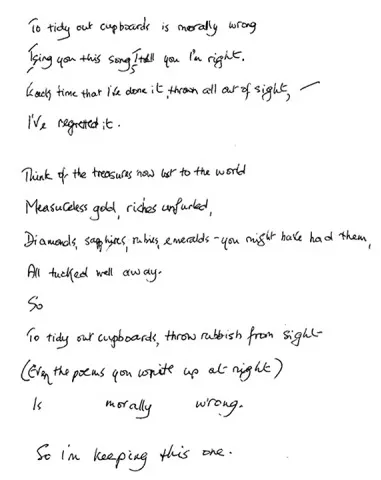 To tidy out cupboards is morally wrong
I sing you this song, I tell you I'm right.
Each time that I've done it, thrown all out of sight,
I've regretted it.
Think of the treasures now lost to the world
Measureless gold, riches unfurled,
Diamonds, sapphires, rubies, emeralds - you might have had them,
All tucked well away.
So
To tidy out cupboards, throw rubbish from sight
(Even the poems you write up at night)
Is morally wrong.
So i'm keeping this one.